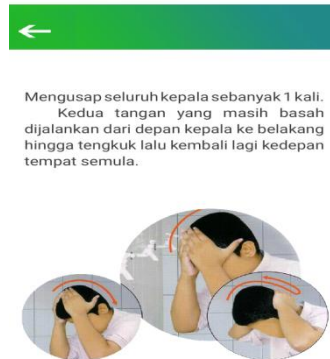 Mengusap seluruh kepala sebanyak 1 kali.
Kedua tangan yang masih basah
dijalankan dari depan kepala ke belakang
hingga tengkuk lalu kembali lagi kedepan
tempat semula.